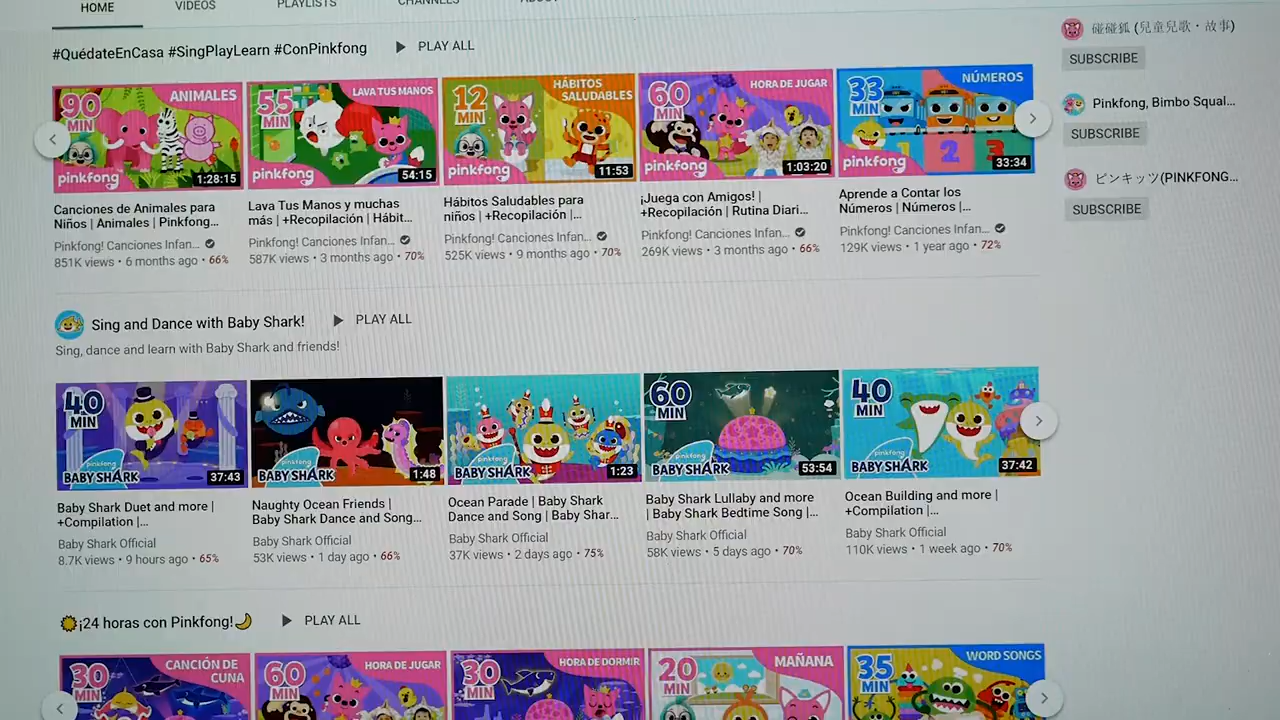 HOME
VIDEOS
PLAYLISTS
CHANNELS
#QuédateEnCasa #SingPlayLearn #ConPinkfong
PLAY ALL
90
MIN
ANIMALES
pinkfong
1:28:15
55
MIN
LAVA TUS MANOS
pinkfong
54:15
12
MIN
HÁBITOS
SALUDABLES
pinkfong
11:53
60
MIN
HORA DE JUGAR
pinkfong
1:03:20
33
MIN
NÚMEROS
pinkfong
1 2 3
33:34
Canciones de Animales para
Niños | Animales | Pinkfong...
Pinkfong! Canciones Infan...
851K views • 6 months ago • 66%
Lava Tus Manos y muchas
más | +Recopilación | Hábit...
Pinkfong! Canciones Infan...
587K views • 3 months ago • 70%
Hábitos Saludables para
niños | +Recopilación |...
Pinkfong! Canciones Infan...
525K views • 9 months ago • 70%
¡Juega con Amigos! |
+Recopilación | Rutina Diari...
Pinkfong! Canciones Infan...
269K views • 3 months ago • 66%
Aprende a Contar los
Números | Números |...
Pinkfong! Canciones Infan...
129K views • 1 year ago • 72%
碰碰狐 (兒童兒歌・故事)
SUBSCRIBE
Pinkfong, Bimbo Squal...
SUBSCRIBE
ピンキッツ(PINKFONG...
SUBSCRIBE
Sing and Dance with Baby Shark!
PLAY ALL
Sing, dance and learn with Baby Shark and friends!
40
MIN
pinkfong
BABY SHARK
37:43
pinkfong
BABY SHARK
1:48
pinkfong
BABY SHARK
1:23
60
MIN
pinkfong
BABY SHARK
53:54
40
MIN
pinkfong
BABY SHARK
37:42
Baby Shark Duet and more |
+Compilation |...
Baby Shark Official
8.7K views • 9 hours ago • 65%
Naughty Ocean Friends |
Baby Shark Dance and Song...
Baby Shark Official
53K views • 1 day ago • 66%
Ocean Parade | Baby Shark
Dance and Song | Baby Shar...
Baby Shark Official
37K views • 2 days ago • 75%
Baby Shark Lullaby and more
| Baby Shark Bedtime Song |...
Baby Shark Official
58K views • 5 days ago • 70%
Ocean Building and more |
+Compilation |...
Baby Shark Official
110K views • 1 week ago • 70%
¡24 horas con Pinkfong!
PLAY ALL
30
MIN
CANCIÓN DE
CUNA
60
MIN
HORA DE JUGAR
30
MIN
HORA DE DORMIR
20
MIN
MAÑANA
35
MIN
WORD SONGS